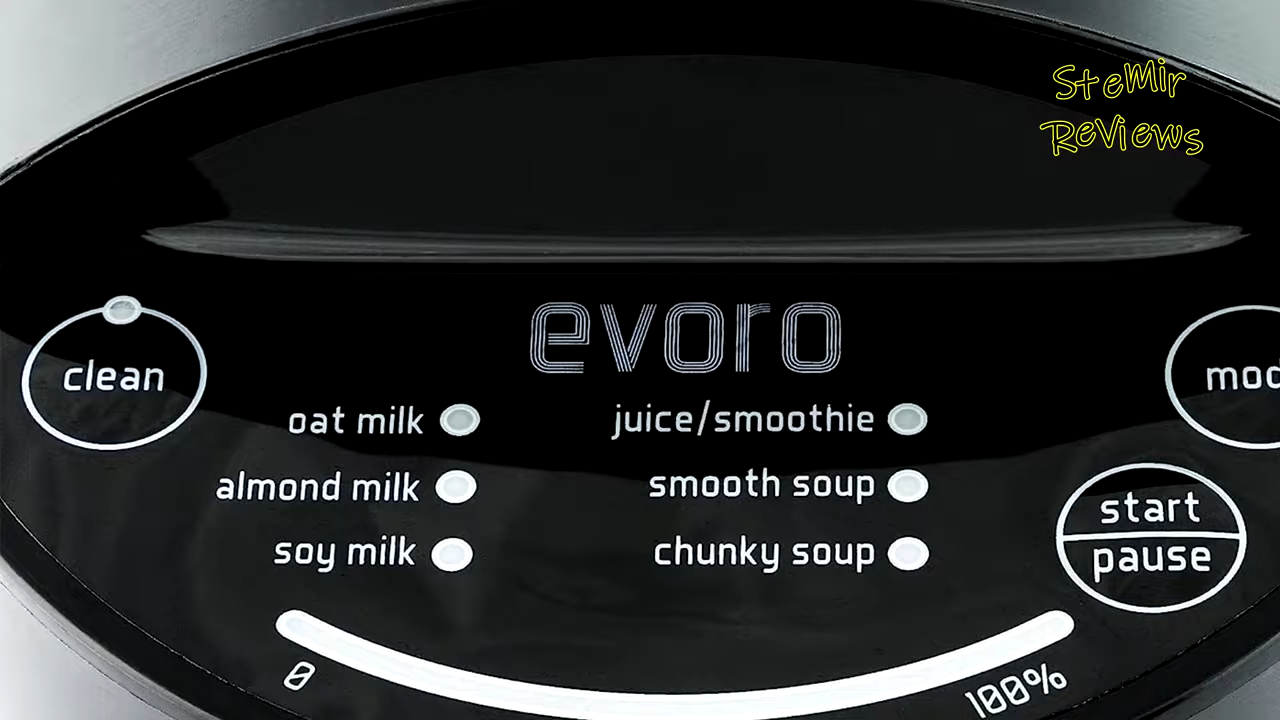 SteMir
Reviews
evoro
clean
oat milk
juice/smoothie
almond milk
smooth soup
start
pause
soy milk
chunky soup
0
100%